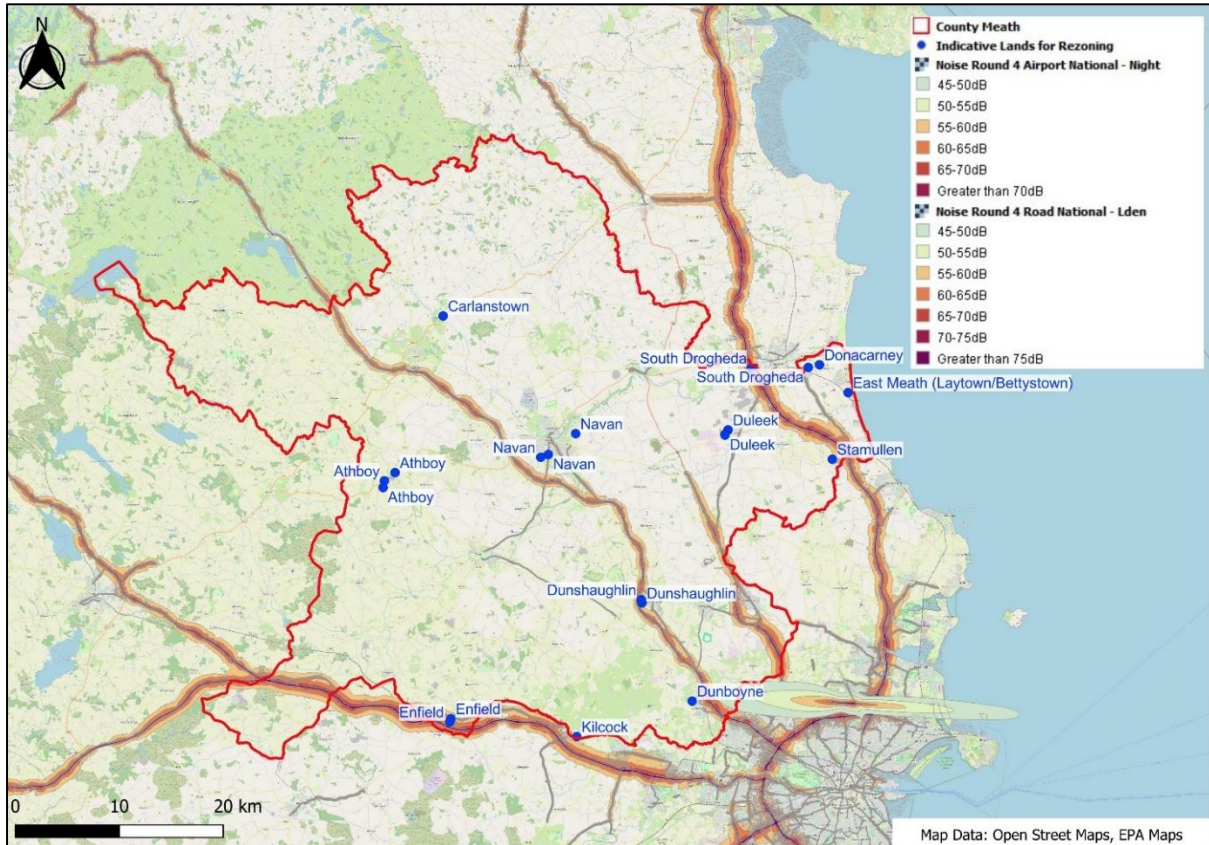 N
County Meath
Indicative Lands for Rezoning
Noise Round 4 Airport National - Night
45-50dB
50-55dB
55-60dB
60-65dB
65-70dB
Greater than 70dB
Noise Round 4 Road National - Lden
45-50dB
50-55dB
55-60dB
60-65dB
65-70dB
70-75dB
Greater than 75dB
Carlanstown
South Drogheda
Donacarney
South Drogheda
East Meath (Laytown/Bettystown)
Navan
Duleek
Duleek
Navan
Navan
Stamullen
Athboy
Athboy
Athboy
Dunshaughlin
Dunshaughlin
Dunboyne
Enfield
Enfield
Kilcock
0 10 20 km
Map Data: Open Street Maps, EPA Maps